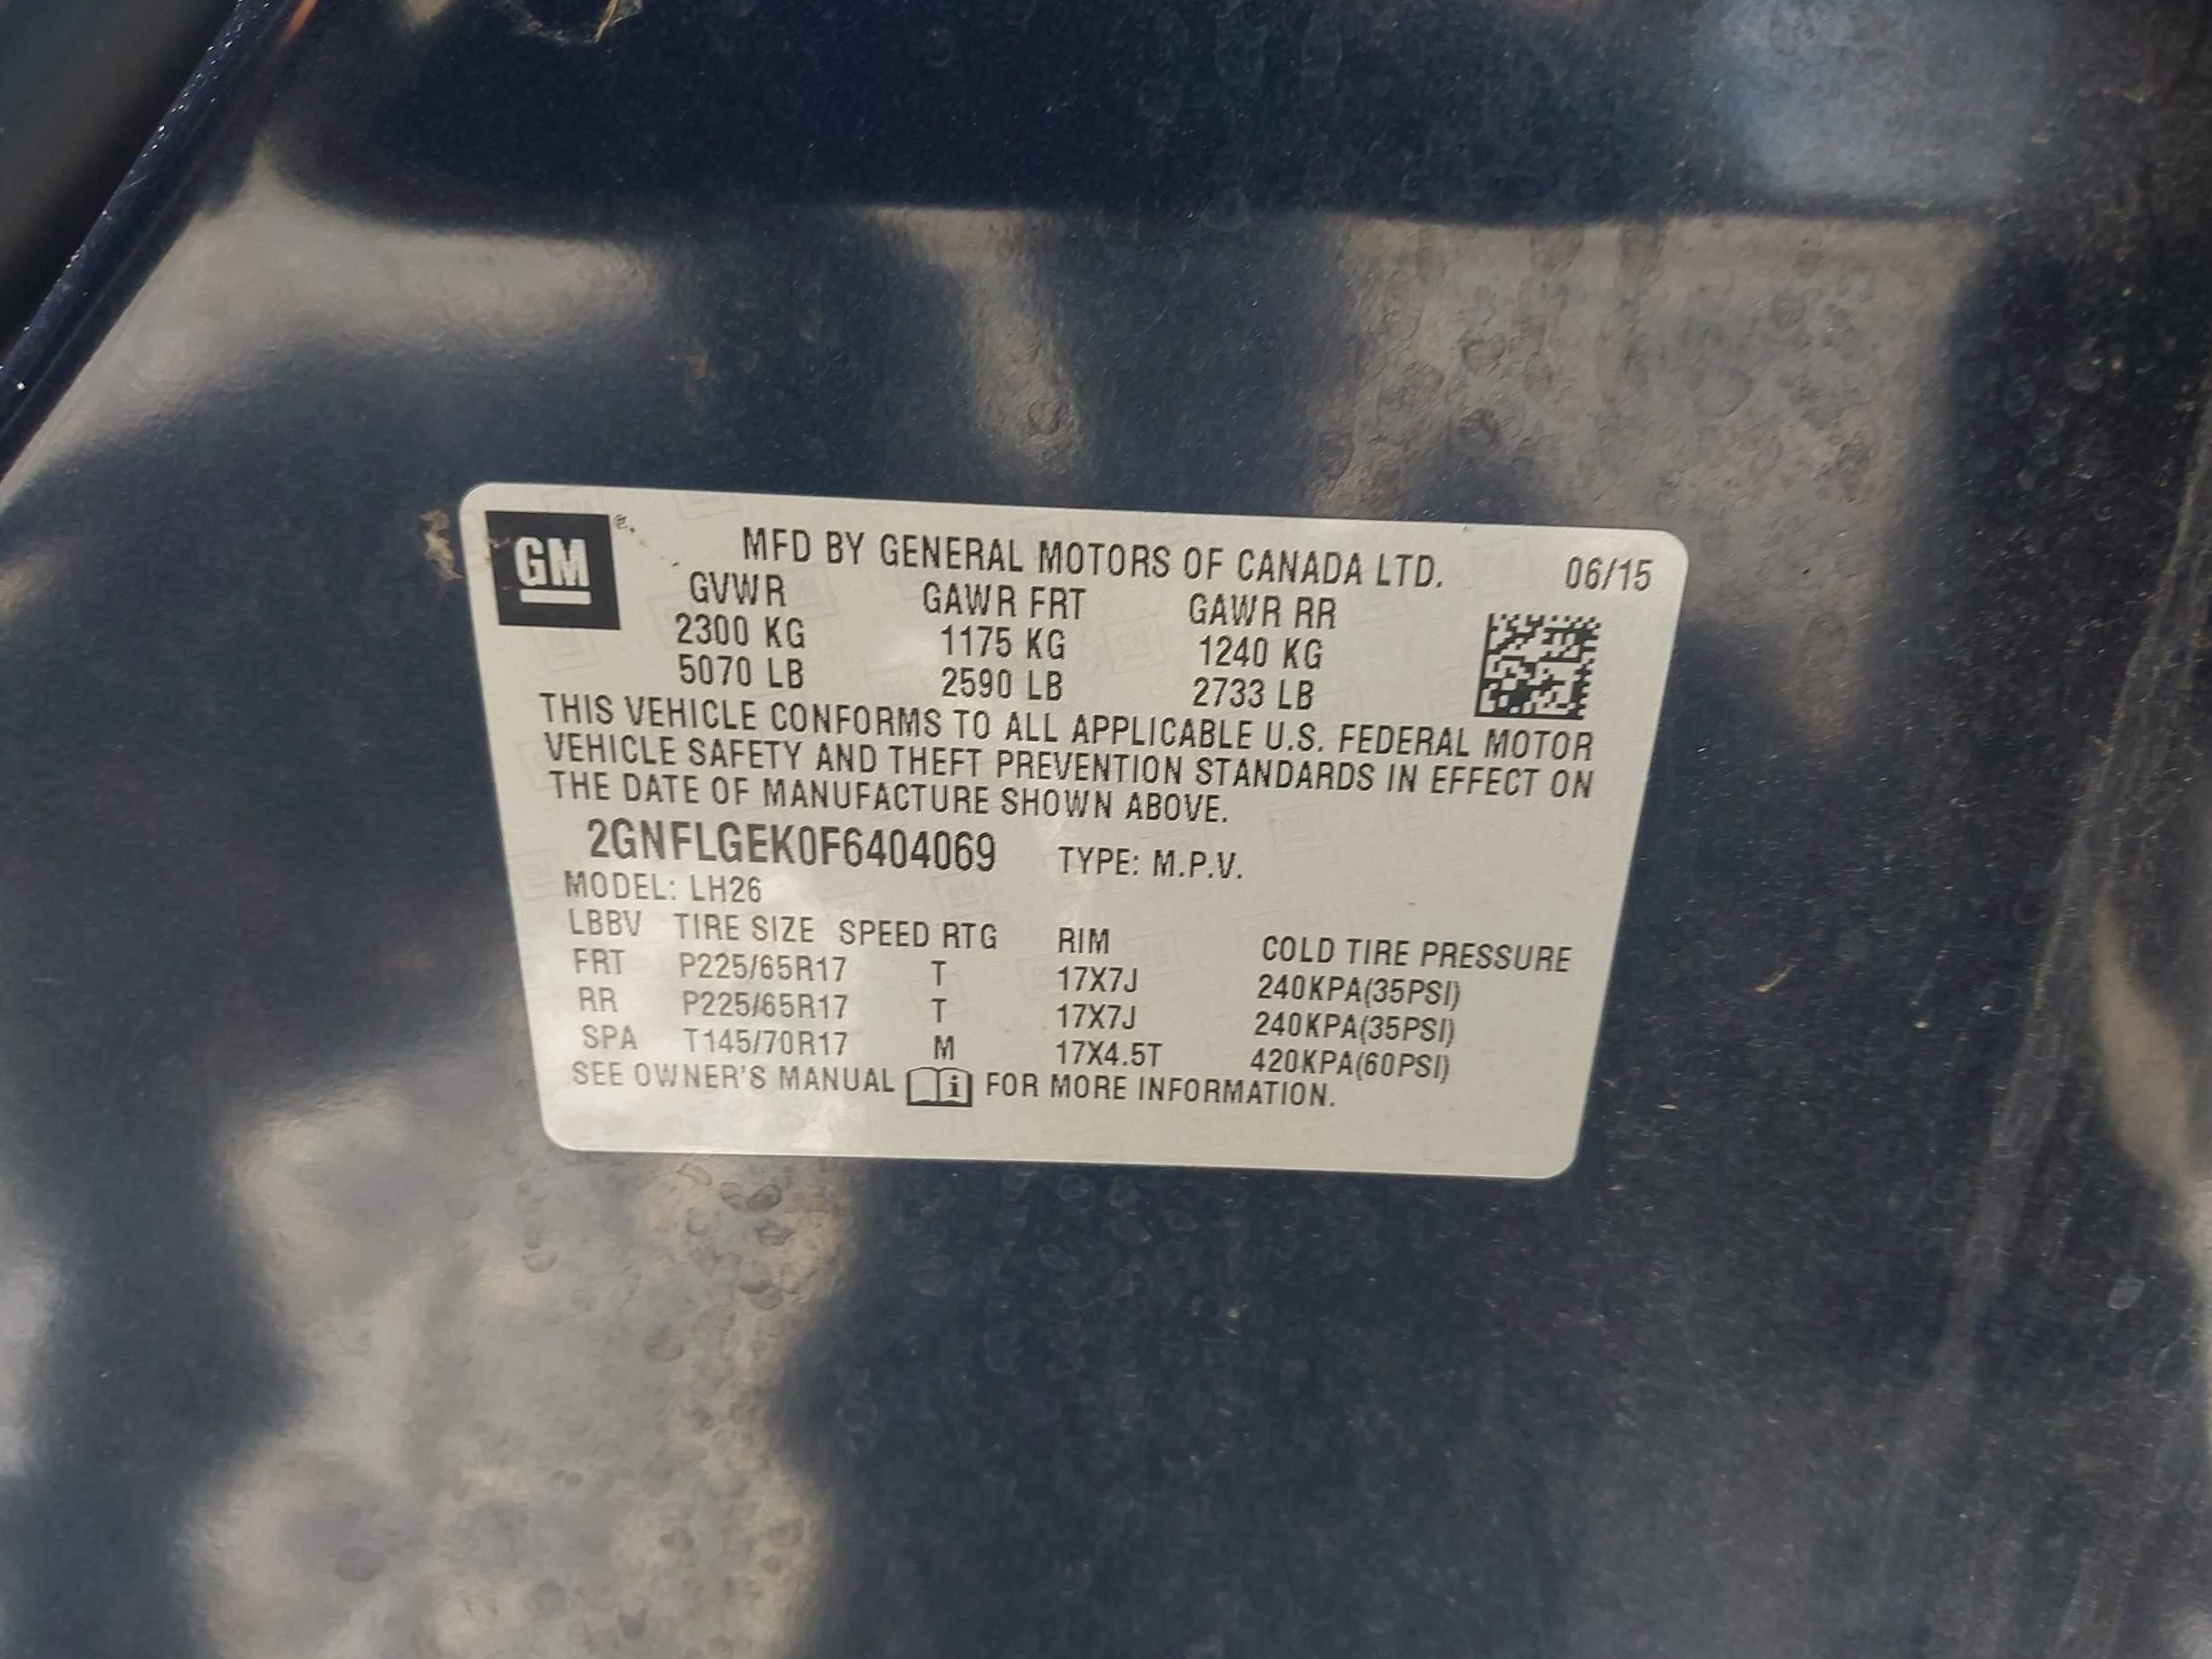 GM ®
MFD BY GENERAL MOTORS OF CANADA LTD. 06/15
GVWR GAWR FRT GAWR RR
2300 KG 1175 KG 1240 KG
5070 LB 2590 LB 2733 LB
THIS VEHICLE CONFORMS TO ALL APPLICABLE U.S. FEDERAL MOTOR
VEHICLE SAFETY AND THEFT PREVENTION STANDARDS IN EFFECT ON
THE DATE OF MANUFACTURE SHOWN ABOVE.
2GNFLGEK0F6404069 TYPE: M.P.V.
MODEL: LH26
LBBV TIRE SIZE SPEED RTG RIM COLD TIRE PRESSURE
FRT P225/65R17 T 17X7J 240KPA(35PSI)
RR P225/65R17 T 17X7J 240KPA(35PSI)
SPA T145/70R17 M 17X4.5T 420KPA(60PSI)
SEE OWNER'S MANUAL i FOR MORE INFORMATION.